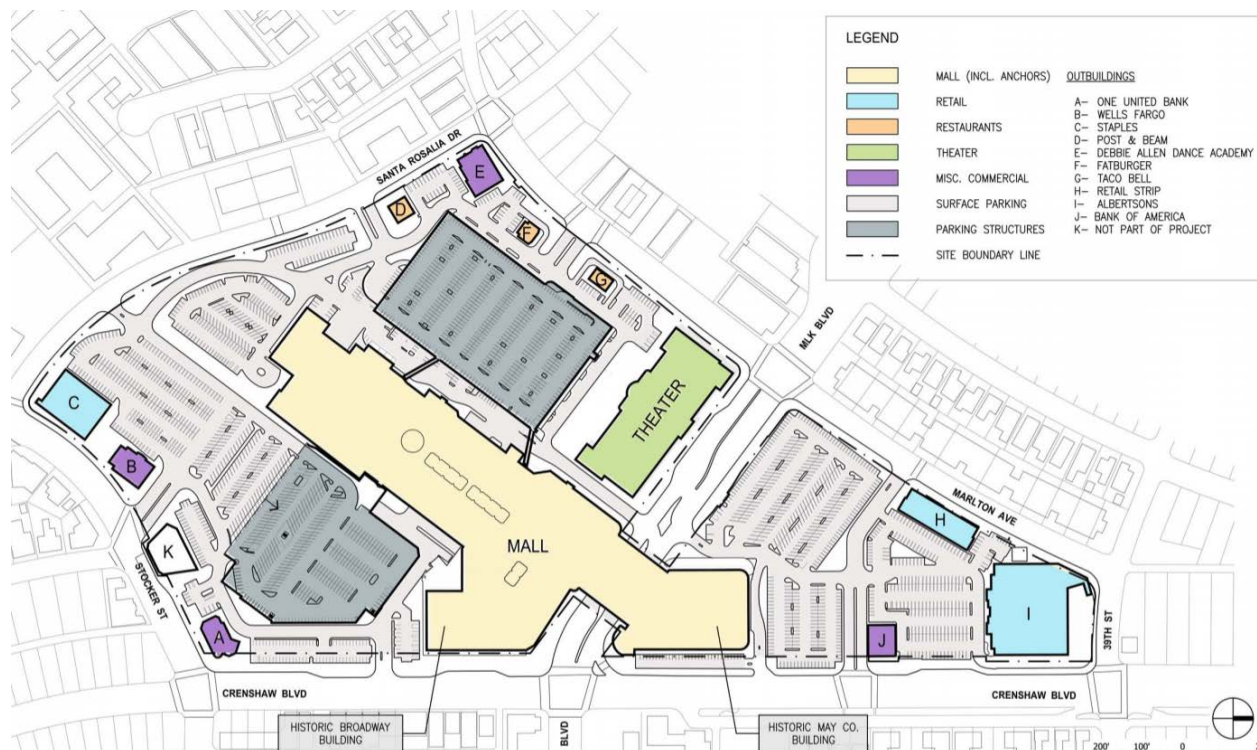 LEGEND
MALL (INCL. ANCHORS)
RETAIL
RESTAURANTS
THEATER
MISC. COMMERCIAL
SURFACE PARKING
PARKING STRUCTURES
SITE BOUNDARY LINE
OUTBUILDINGS
A– ONE UNITED BANK
B– WELLS FARGO
C– STAPLES
D– POST & BEAM
E– DEBBIE ALLEN DANCE ACADEMY
F– FATBURGER
G– TACO BELL
H– RETAIL STRIP
I– ALBERTSONS
J– BANK OF AMERICA
K– NOT PART OF PROJECT
SANTA ROSALIA DR
E
D
F
G
MLK BLVD
THEATER
C
B
MARLTON AVE
H
K
MALL
STOCKER ST
I
39TH ST
A
J
CRENSHAW BLVD
CRENSHAW BLVD
HISTORIC BROADWAY
BUILDING
BLVD
HISTORIC MAY CO.
BUILDING
200'
100'
0